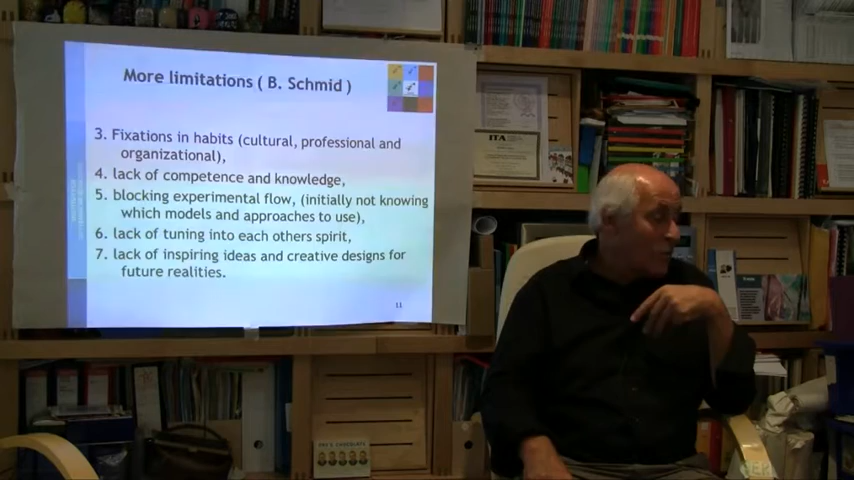 More limitations ( B. Schmid )
3. Fixations in habits (cultural, professional and
organizational),
4. lack of competence and knowledge,
5. blocking experimental flow, (initially not knowing
which models and approaches to use),
6. lack of tuning into each others spirit,
7. lack of inspiring ideas and creative designs for
future realities.
11
ITA